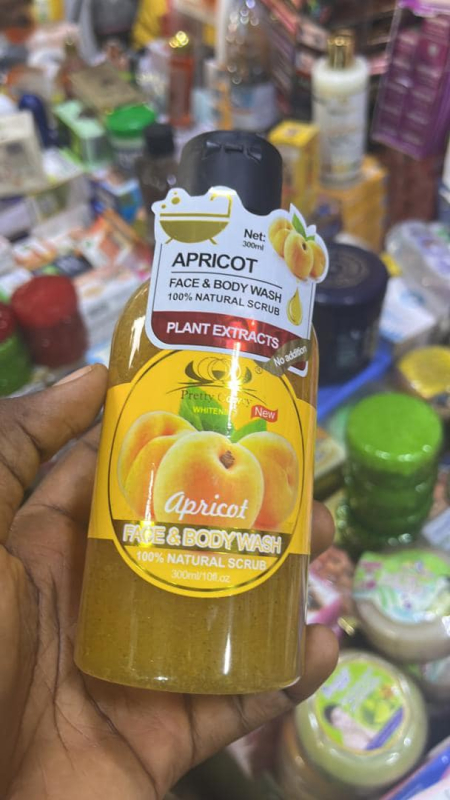 Net:
300ml
APRICOT
FACE & BODY WASH
100% NATURAL SCRUB
PLANT EXTRACTS
No addition
Pretty Cowry
WHITENING
New
Apricot
FACE & BODY WASH
100% NATURAL SCRUB
300ml/10fl.oz